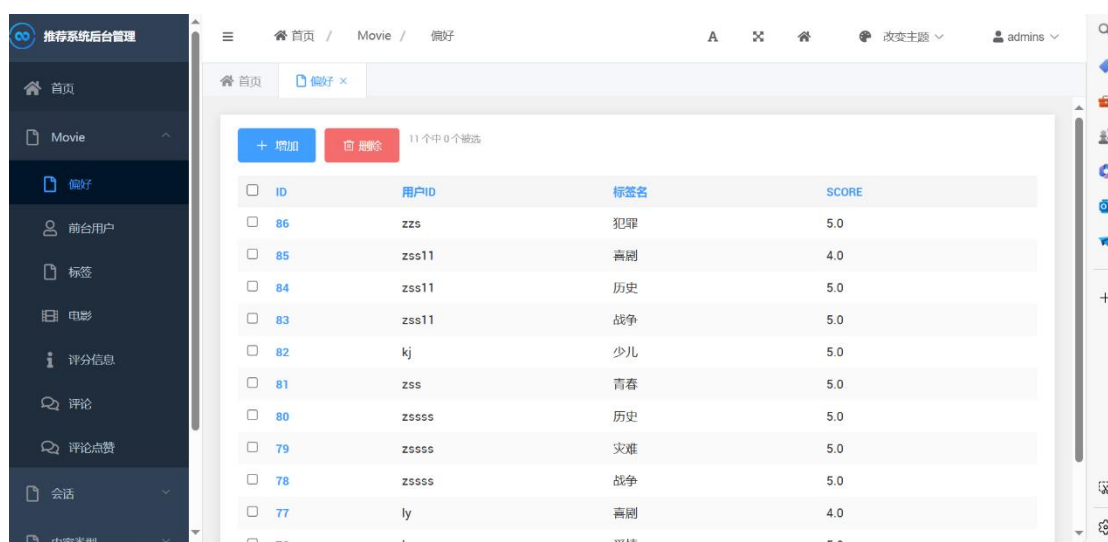 推荐系统后台管理
首页 / Movie / 偏好
A
改变主题
admins
首页
偏好 ×
首页
Movie
偏好
前台用户
标签
电影
评分信息
评论
评论点赞
会话
+ 增加
删除
11 个中 0 个被选
ID 用户ID 标签名 SCORE
86 zzs 犯罪 5.0
85 zss11 喜剧 4.0
84 zss11 历史 5.0
83 zss11 战争 5.0
82 kj 少儿 5.0
81 zss 青春 5.0
80 zssss 历史 5.0
79 zssss 灾难 5.0
78 zssss 战争 5.0
77 ly 喜剧 4.0